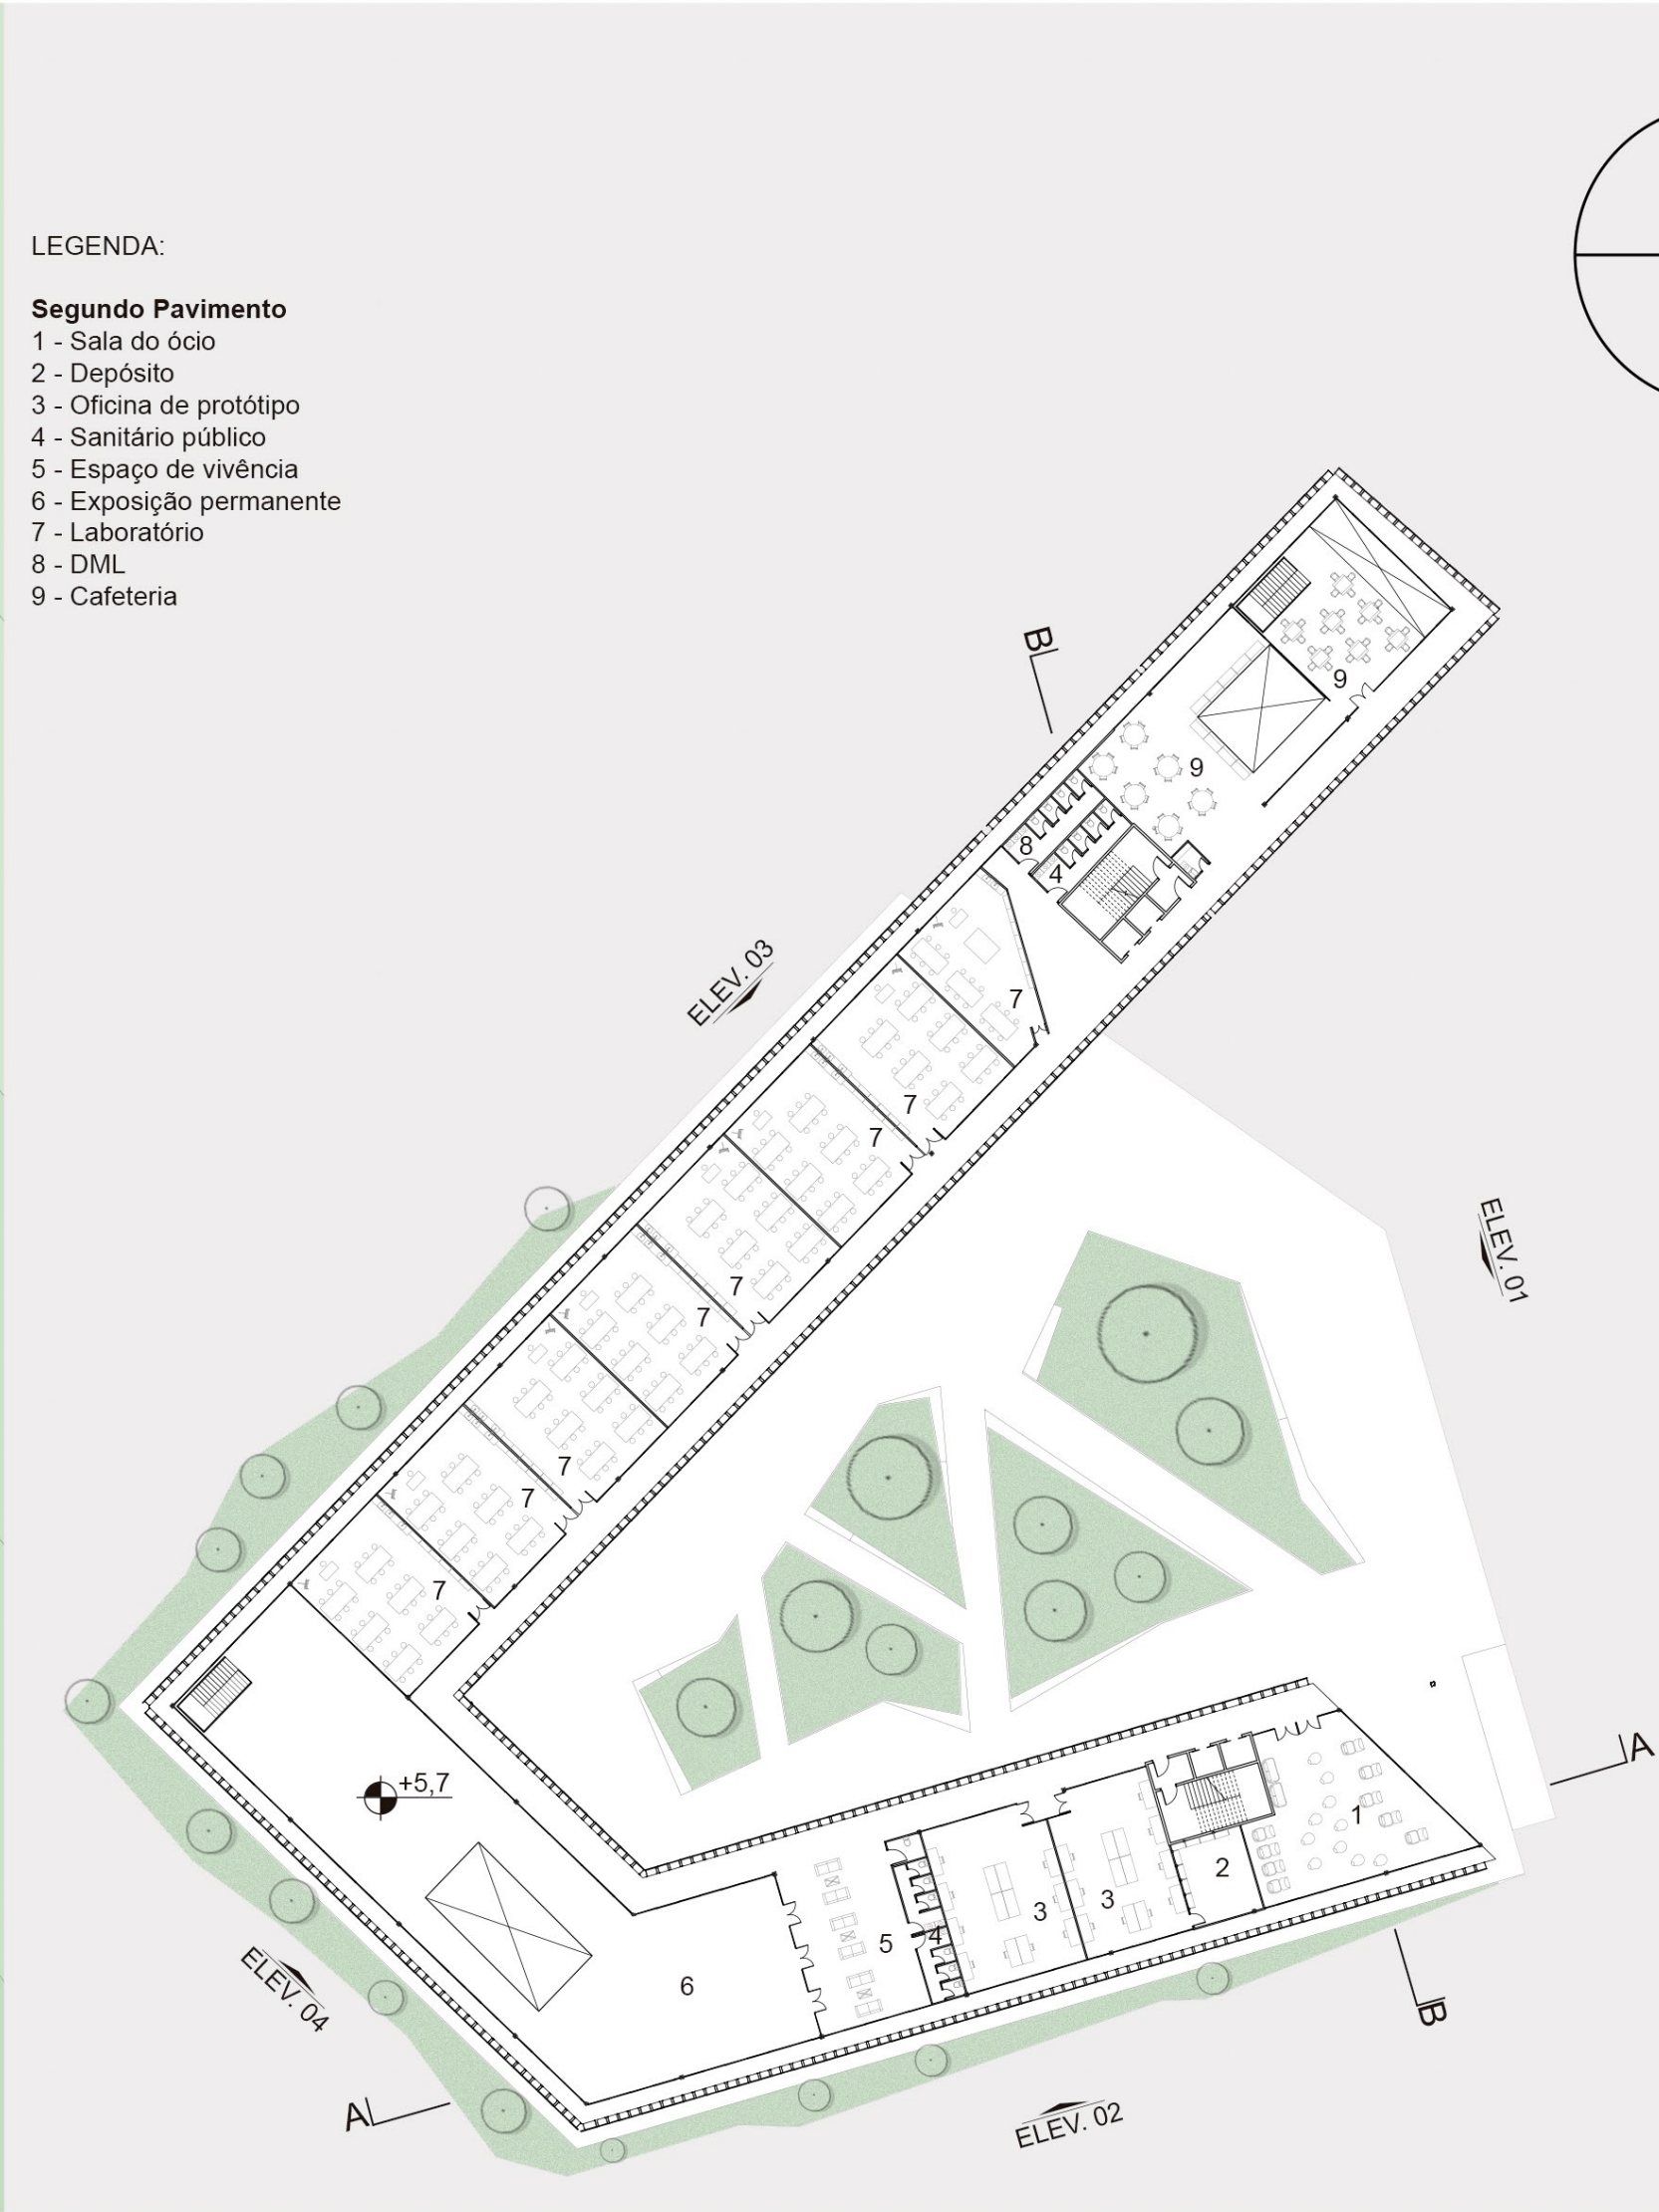 LEGENDA:
Segundo Pavimento
1 - Sala do ócio
2 - Depósito
3 - Oficina de protótipo
4 - Sanitário público
5 - Espaço de vivência
6 - Exposição permanente
7 - Laboratório
8 - DML
9 - Cafeteria
B
9
9
8
4
ELEV. 03
7
7
7
ELEV. 01
7
7
7
7
7
A
+5,7
1
2
3
3
4
5
6
ELEV. 04
B
A
ELEV. 02